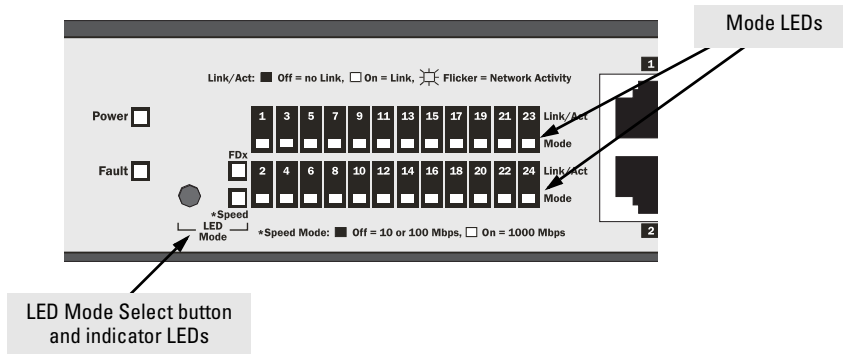 Mode LEDs
1
Link/Act: Off = no Link, On = Link, Flicker = Network Activity
Power
1 3 5 7 9 11 13 15 17 19 21 23 Link/Act
Mode
Fault
FDx
2 4 6 8 10 12 14 16 18 20 22 24 Link/Act
Mode
*Speed
LED
Mode
*Speed Mode: Off = 10 or 100 Mbps, On = 1000 Mbps
2
LED Mode Select button
and indicator LEDs